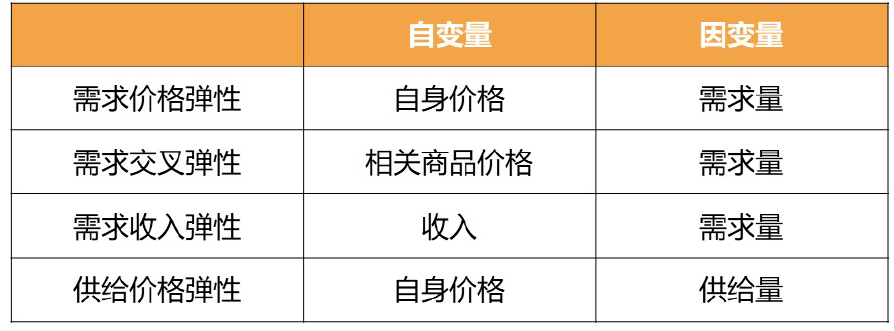 自变量 因变量
需求价格弹性 自身价格 需求量
需求交叉弹性 相关商品价格 需求量
需求收入弹性 收入 需求量
供给价格弹性 自身价格 供给量